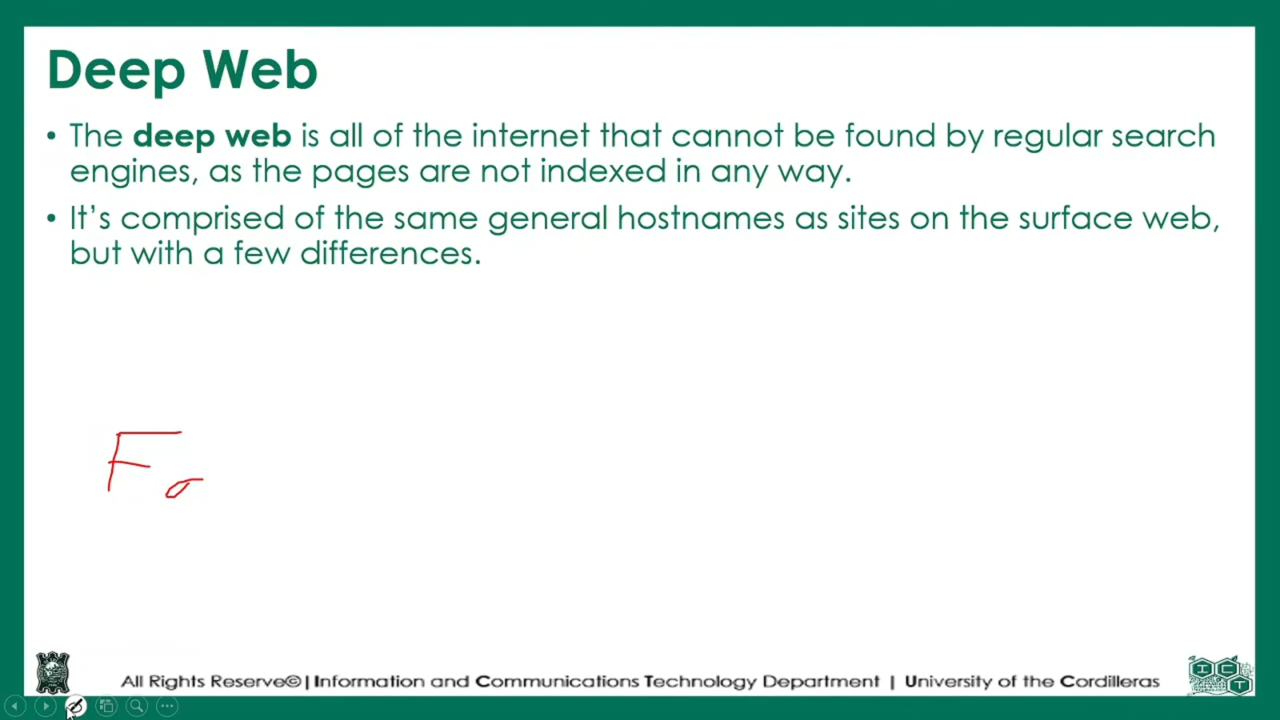 Deep Web
• The deep web is all of the internet that cannot be found by regular search
engines, as the pages are not indexed in any way.
• It's comprised of the same general hostnames as sites on the surface web,
but with a few differences.
Fo
All Rights Reserve©|Information and Communications Technology Department | University of the Cordilleras
I C
T